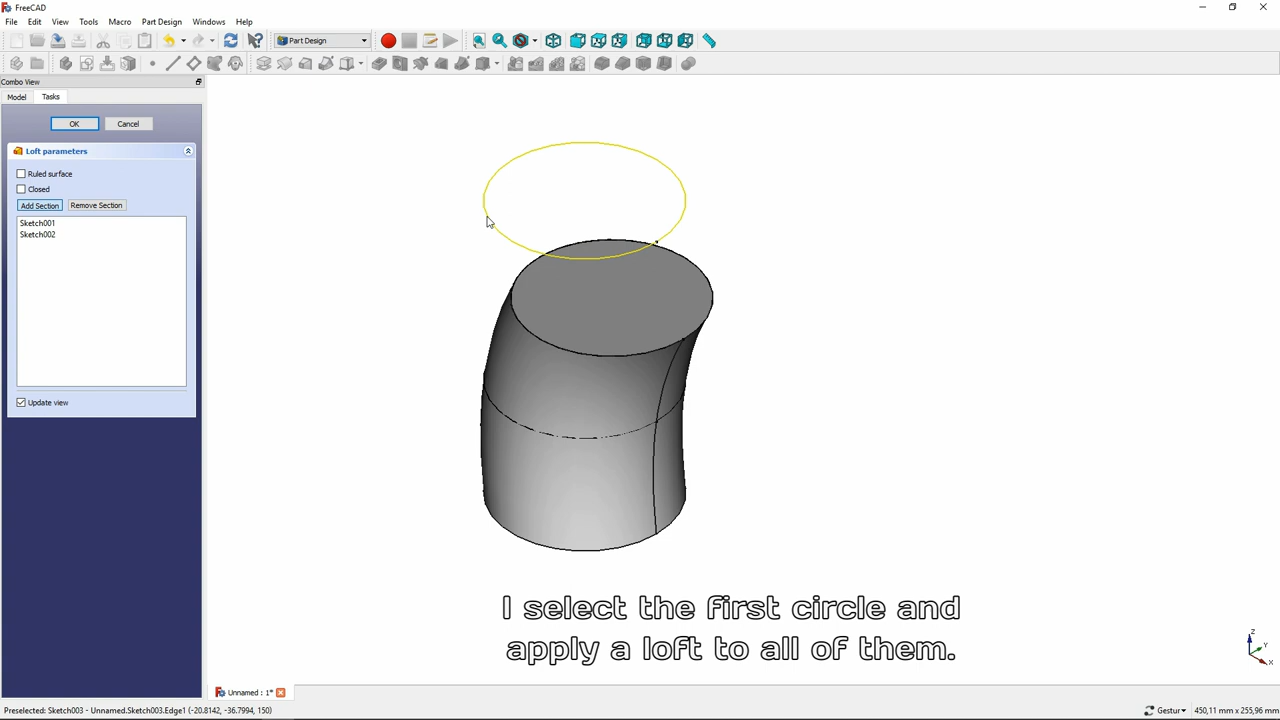 FreeCAD
File Edit View Tools Macro Part Design Windows Help
Part Design
Combo View
Model Tasks
OK Cancel
Loft parameters
Ruled surface
Closed
Add Section Remove Section
Sketch001
Sketch002
Update view
I select the first circle and
apply a loft to all of them.
Z
Y
X
Unnamed : 1*
Preselected: Sketch003 - Unnamed.Sketch003.Edge1 (-20.8142, -36.7994, 150) Gestur 450,11 mm x 255,96 mm